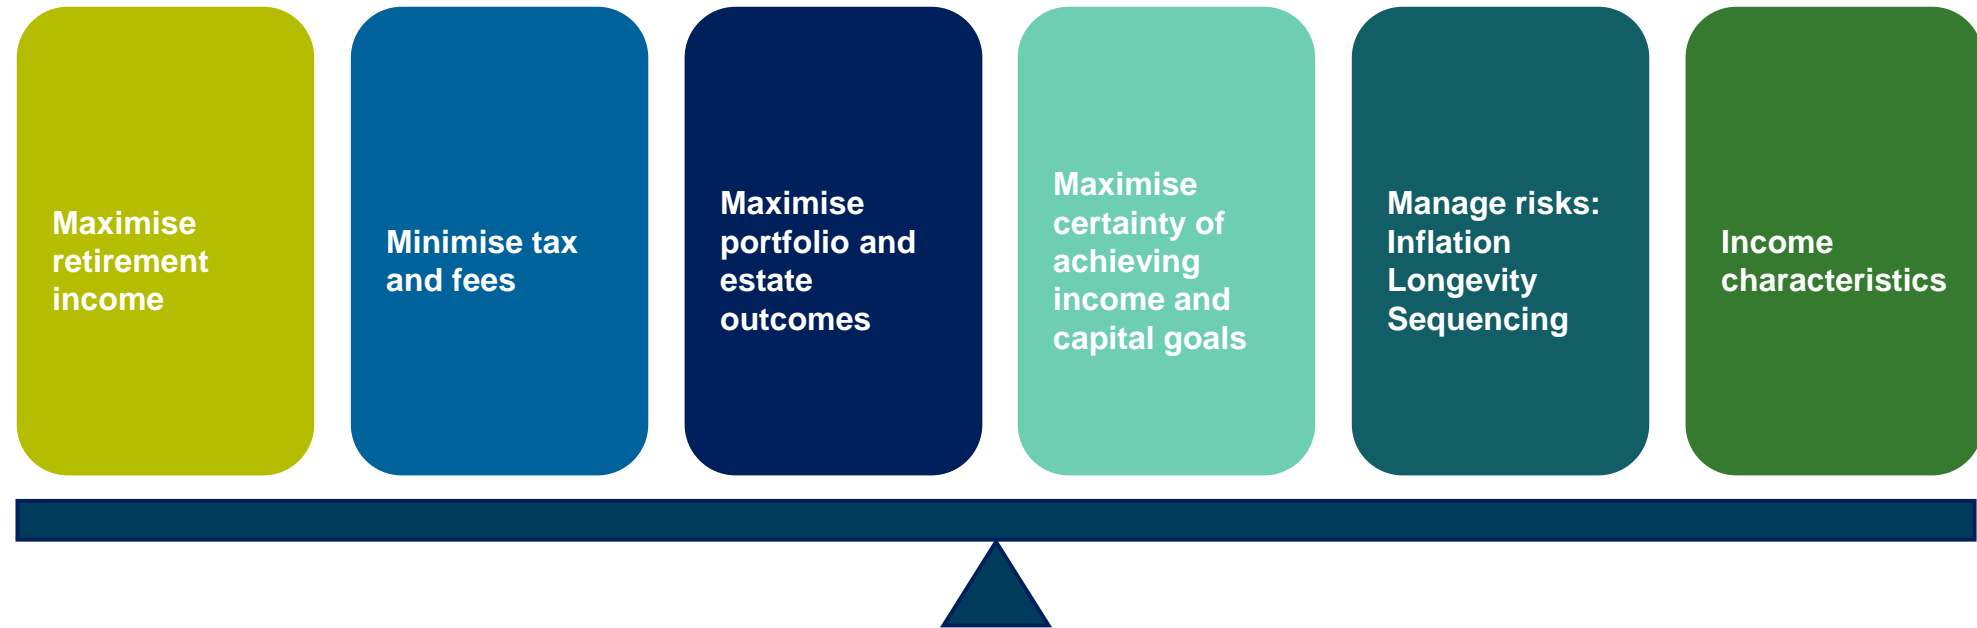 Maximise
retirement
income
Minimise tax
and fees
Maximise
portfolio and
estate
outcomes
Maximise
certainty of
achieving
income and
capital goals
Manage risks:
Inflation
Longevity
Sequencing
Income
characteristics